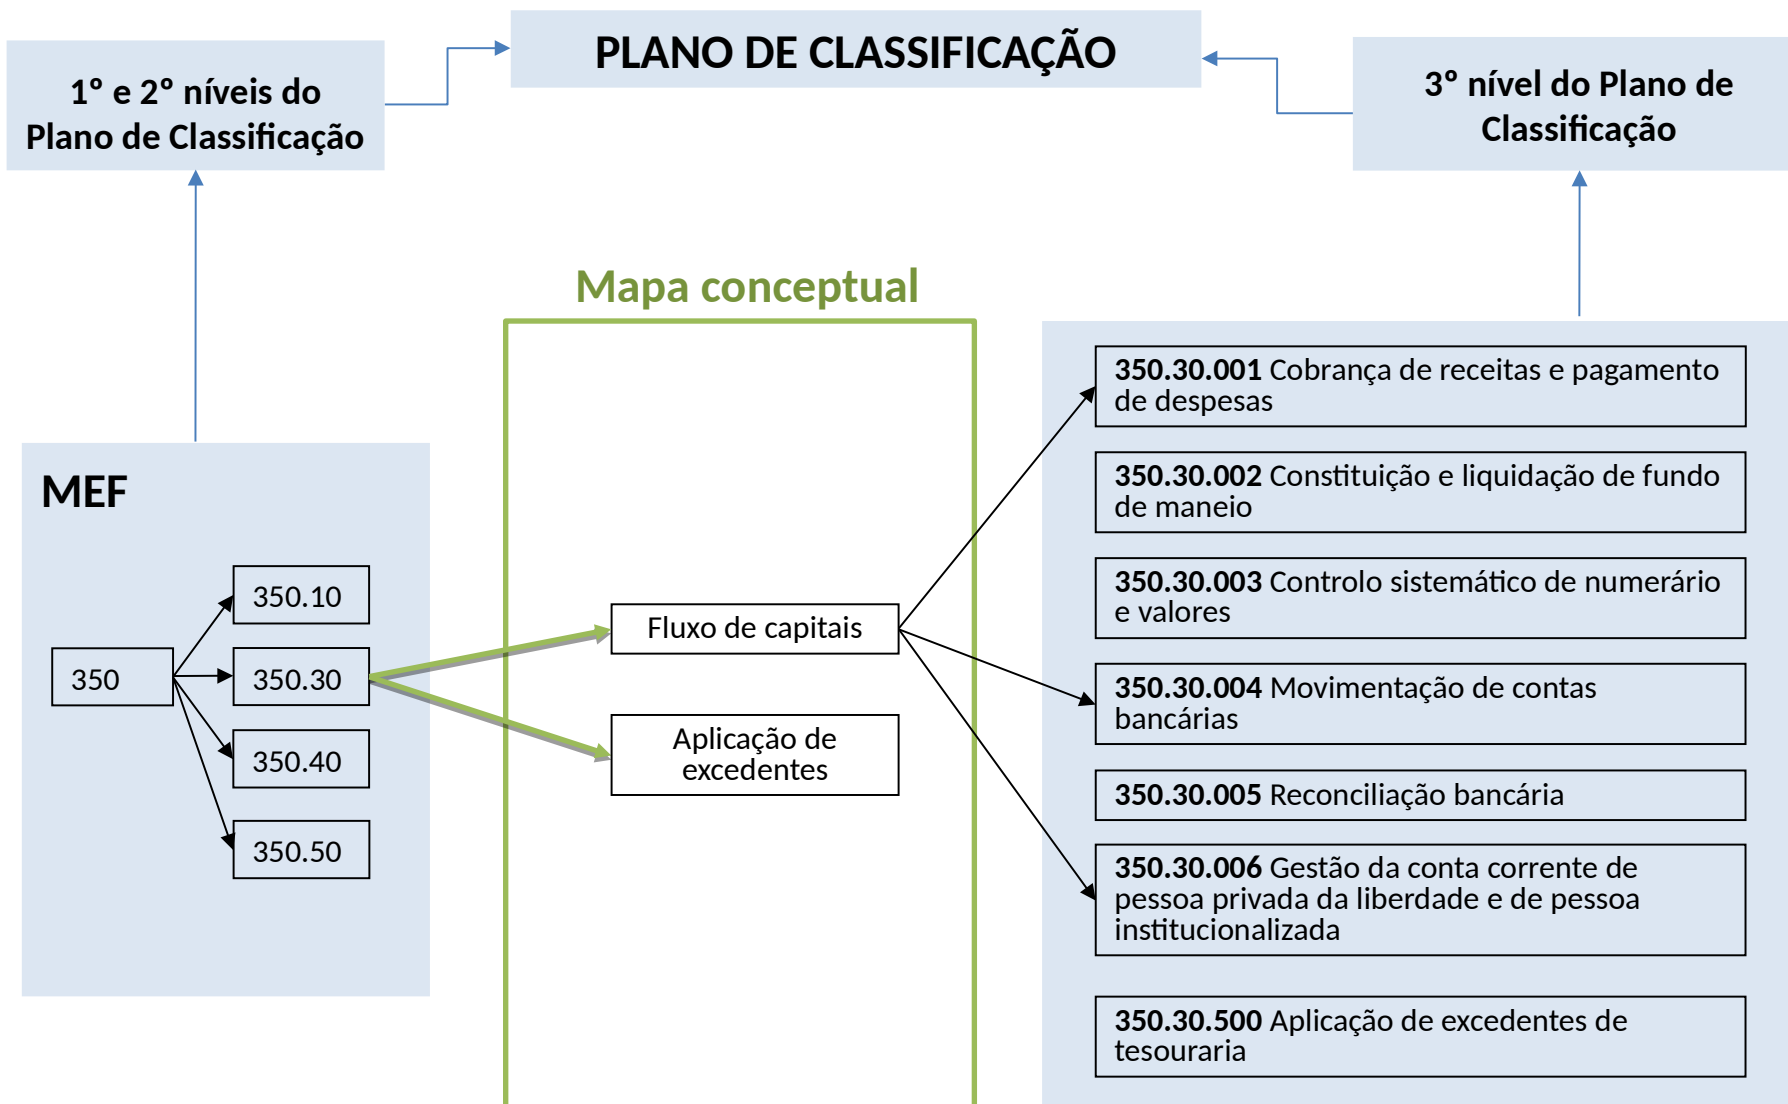 PLANO DE CLASSIFICAÇÃO
1º e 2º níveis do
Plano de Classificação
3º nível do Plano de
Classificação
Mapa conceptual
MEF
350
350.10
350.30
350.40
350.50
Fluxo de capitais
Aplicação de
excedentes
350.30.001 Cobrança de receitas e pagamento
de despesas
350.30.002 Constituição e liquidação de fundo
de maneio
350.30.003 Controlo sistemático de numerário
e valores
350.30.004 Movimentação de contas
bancárias
350.30.005 Reconciliação bancária
350.30.006 Gestão da conta corrente de
pessoa privada da liberdade e de pessoa
institucionalizada
350.30.500 Aplicação de excedentes de
tesouraria